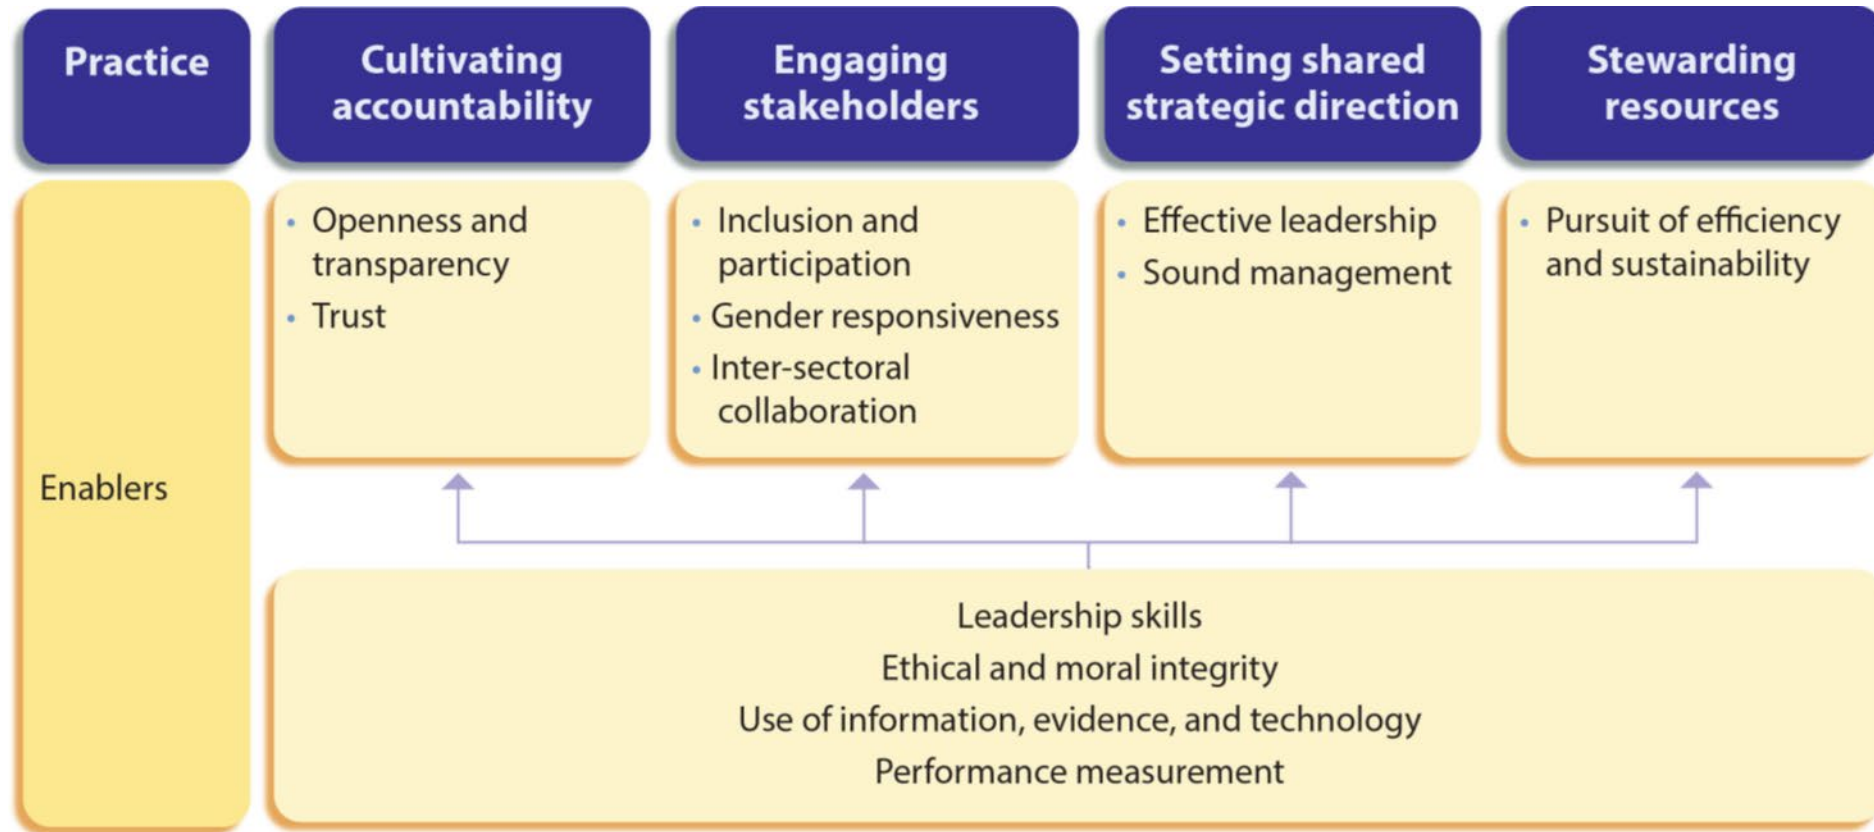 Practice
Cultivating
accountability
Engaging
stakeholders
Setting shared
strategic direction
Stewarding
resources
Enablers
• Openness and
transparency
• Trust
• Inclusion and
participation
• Gender responsiveness
• Inter-sectoral
collaboration
• Effective leadership
• Sound management
• Pursuit of efficiency
and sustainability
Leadership skills
Ethical and moral integrity
Use of information, evidence, and technology
Performance measurement